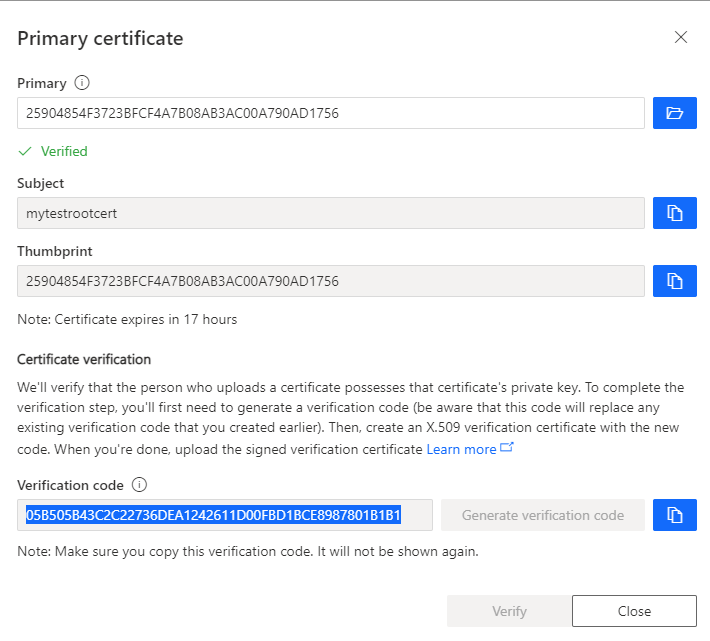 Primary certificate
Primary
25904854F3723BFCF4A7B08AB3AC00A790AD1756
Verified
Subject
mytestrootcert
Thumbprint
25904854F3723BFCF4A7B08AB3AC00A790AD1756
Note: Certificate expires in 17 hours
Certificate verification
We'll verify that the person who uploads a certificate possesses that certificate's private key. To complete the
verification step, you'll first need to generate a verification code (be aware that this code will replace any
existing verification code that you created earlier). Then, create an X.509 verification certificate with the new
code. When you're done, upload the signed verification certificate Learn more
Verification code
05B505B43C2C22736DEA1242611D00FBD1BCE8987801B1B1
Generate verification code
Note: Make sure you copy this verification code. It will not be shown again.
Verify
Close